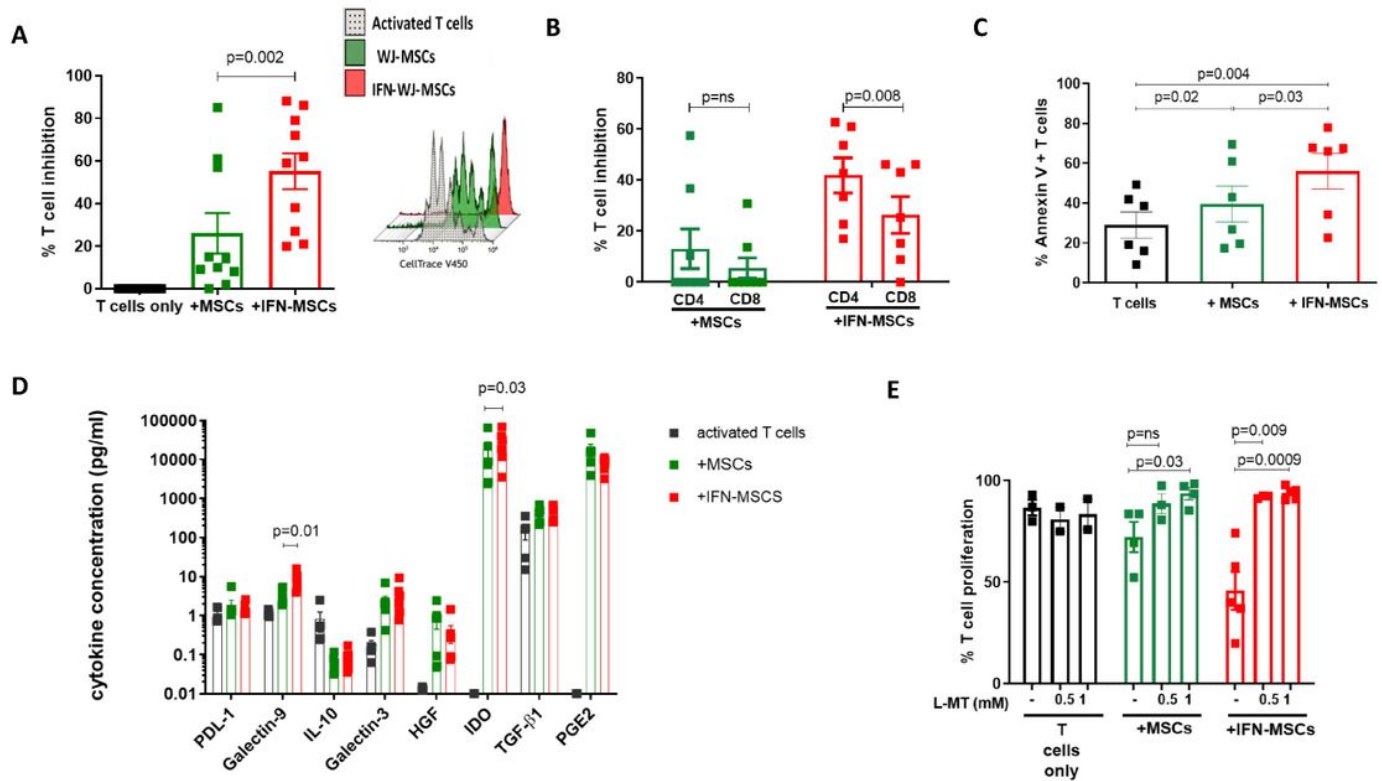 A
Activated T cells
WJ-MSCs
IFN-WJ-MSCs
p=0.002
% T cell inhibition
100
80
60
40
20
0
T cells only +MSCs +IFN-MSCs
CellTrace V450
B
% T cell inhibition
80
60
40
20
0
p=ns
p=0.008
CD4 CD8 CD4 CD8
+MSCs +IFN-MSCs
C
% Annexin V + T cells
100
80
60
40
20
0
p=0.004
p=0.02 p=0.03
T cells + MSCs + IFN-MSCs
D
cytokine concentration (pg/ml)
100000
10000
1000
100
10
1
0.1
0.01
p=0.01
p=0.03
PDL-1
Galectin-9
IL-10
Galectin-3
HGF
IDO
TGF-β1
PGE2
activated T cells
+MSCs
+IFN-MSCS
E
% T cell proliferation
100
50
0
p=ns
p=0.03
p=0.009
p=0.0009
L-MT (mM) - 0.5 1 - 0.5 1 - 0.5 1
T
cells
only
+MSCs
+IFN-MSCs